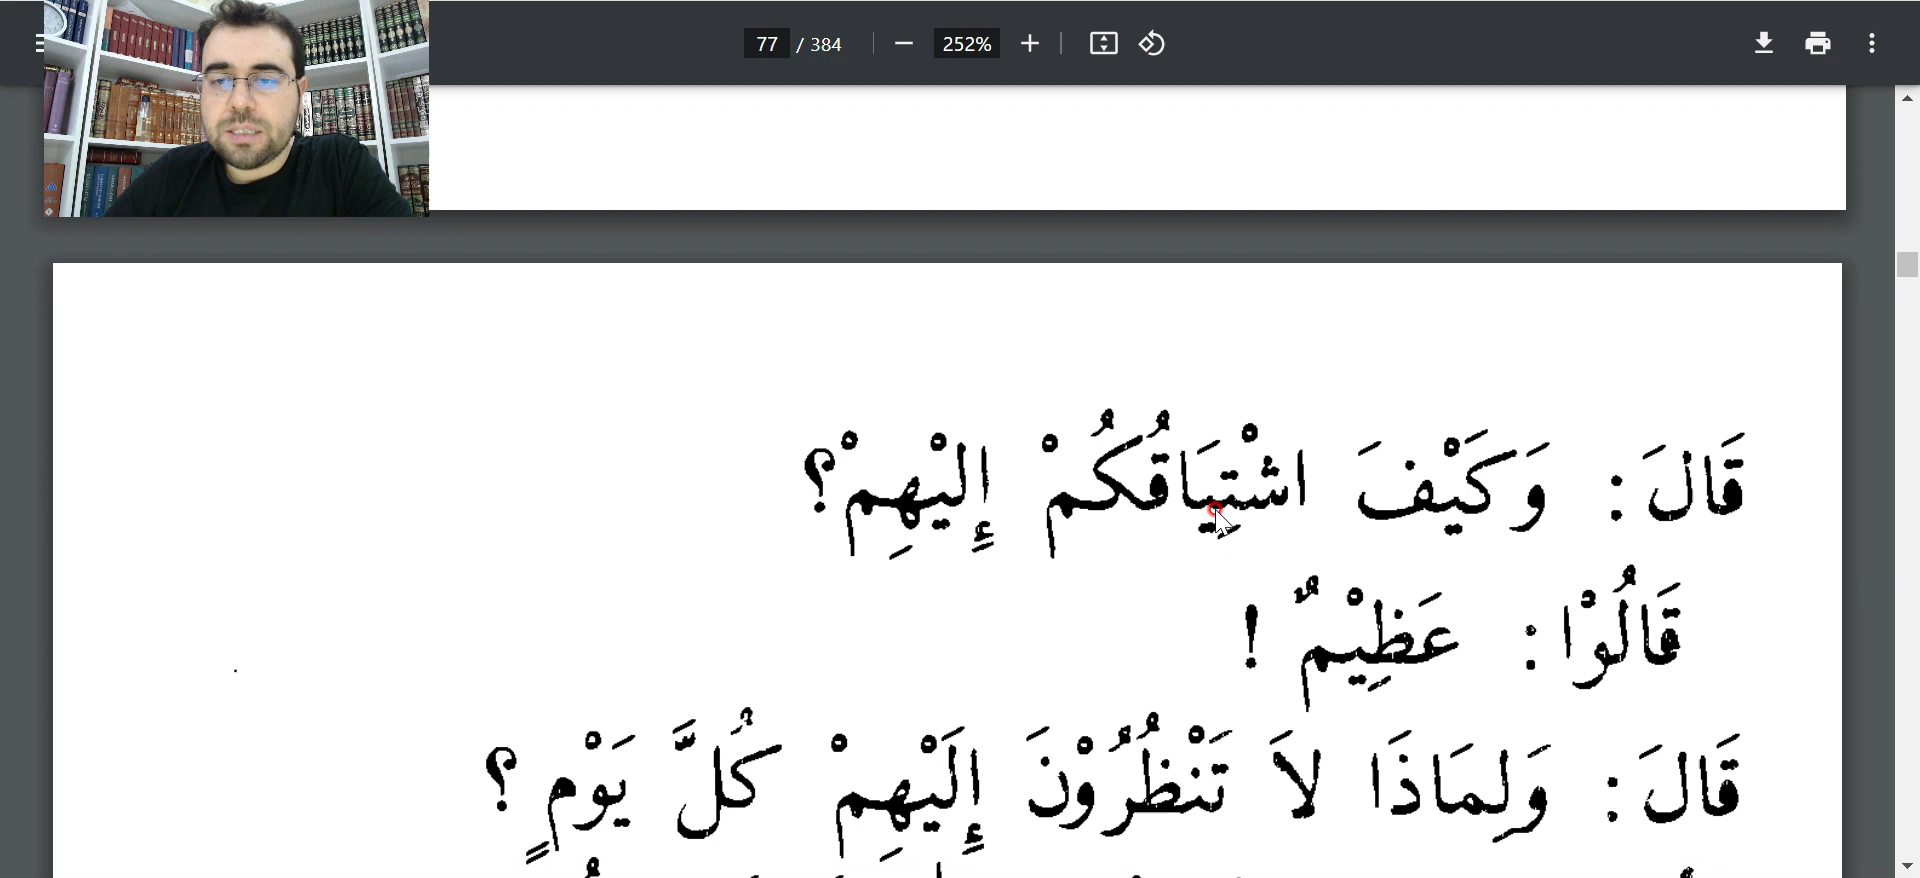 77 / 384 252%
قَالَ: وَكَيْفَ اشْتِيَاقُكُمْ إِلَيْهِمْ؟
قَالُوْا: عَظِيْمٌ!
قَالَ: وَلِمَاذَا لاَ تَنْظُرُوْنَ إِلَيْهِمْ كُلَّ يَوْمٍ؟